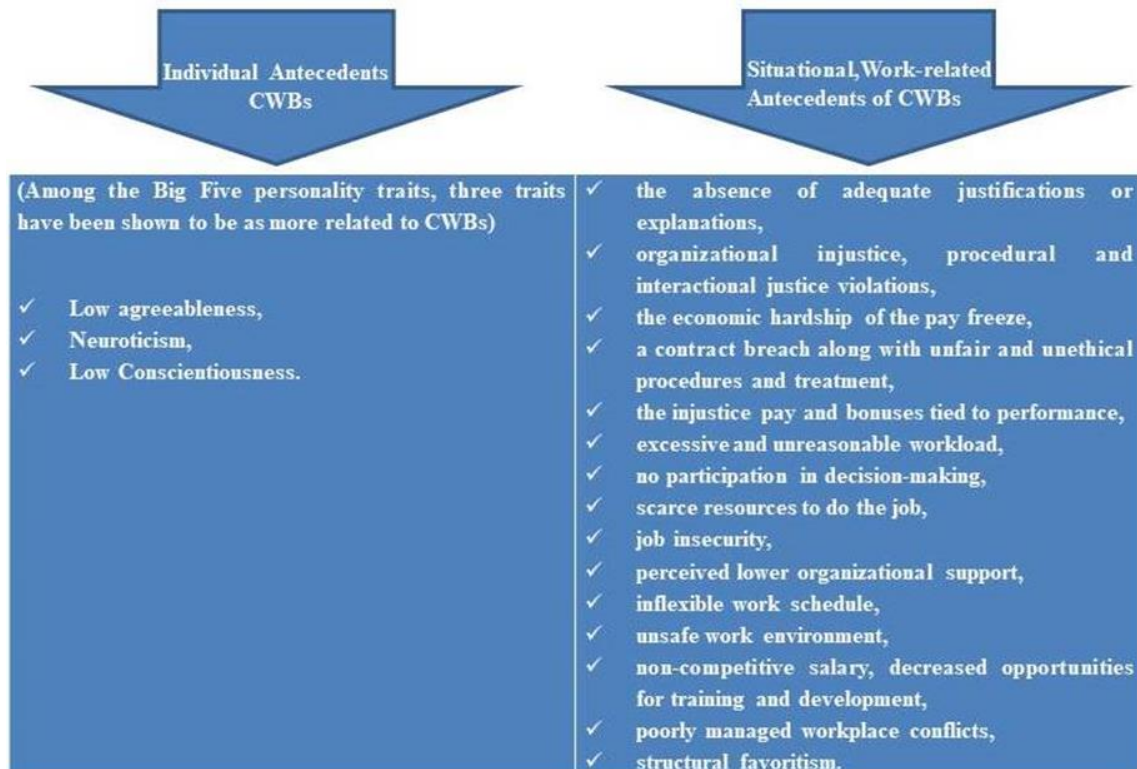 Individual Antecedents
CWBs
Situational,Work-related
Antecedents of CWBs
(Among the Big Five personality traits, three traits
have been shown to be as more related to CWBs)
✓ Low agreeableness,
✓ Neuroticism,
✓ Low Conscientiousness.
✓ the absence of adequate justifications or
explanations,
✓ organizational injustice, procedural and
interactional justice violations,
✓ the economic hardship of the pay freeze,
✓ a contract breach along with unfair and unethical
procedures and treatment,
✓ the injustice pay and bonuses tied to performance,
✓ excessive and unreasonable workload,
✓ no participation in decision-making,
✓ scarce resources to do the job,
✓ job insecurity,
✓ perceived lower organizational support,
✓ inflexible work schedule,
✓ unsafe work environment,
✓ non-competitive salary, decreased opportunities
for training and development,
✓ poorly managed workplace conflicts,
✓ structural favoritism.